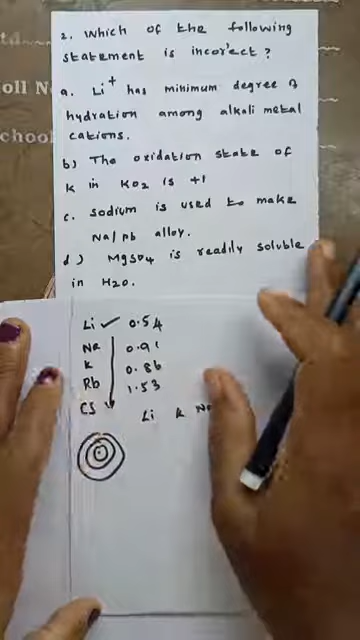 2. Which of the following
statement is incorrect?
a. Li⁺ has minimum degree of
hydration among alkali metal
cations.
b) The oxidation state of
K in KO2 is +1
c. Sodium is used to make
Na/Pb alloy.
d) MgSO4 is readily soluble
in H2O.
Li ✓ 0.54
Na 0.91
K 0.86
Rb 1.53
Cs
Li K Na